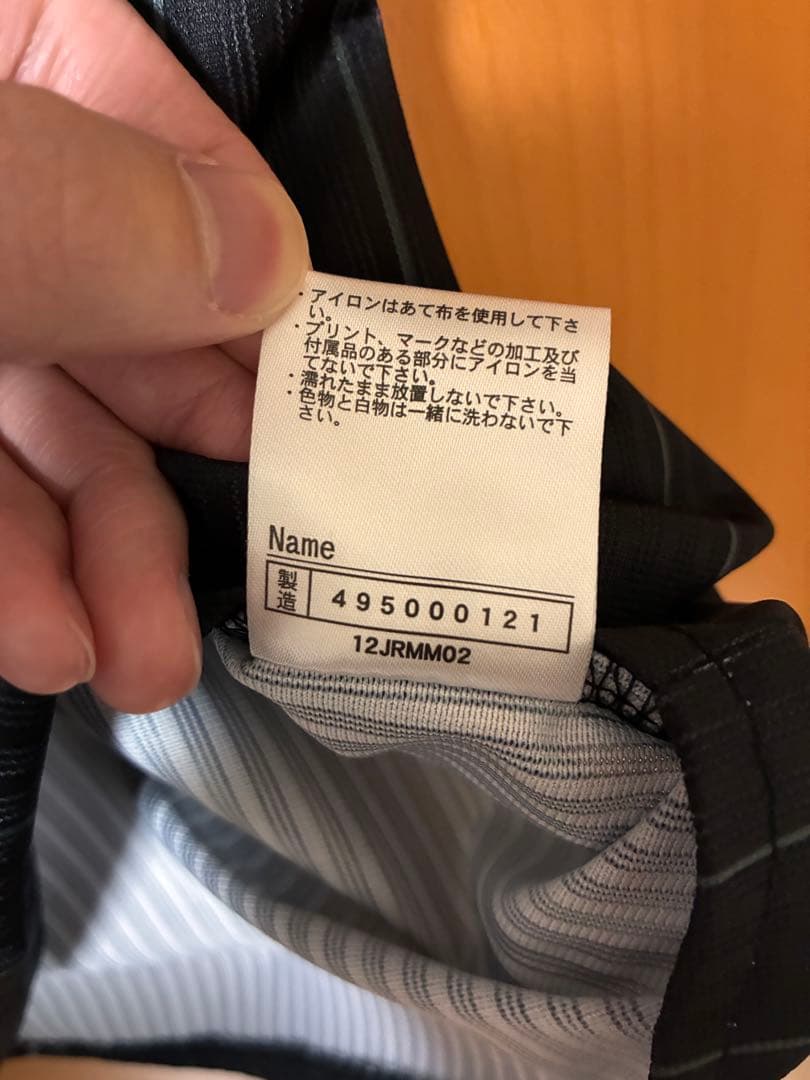 ・アイロンはあて布を使用して下さ
い。
・プリント、マークなどの加工及び
付属品のある部分にアイロンを当
てないで下さい。
・濡れたまま放置しないで下さい。
・色物と白物は一緒に洗わないで下
さい。
Name
製造 495000121
12JRMM02